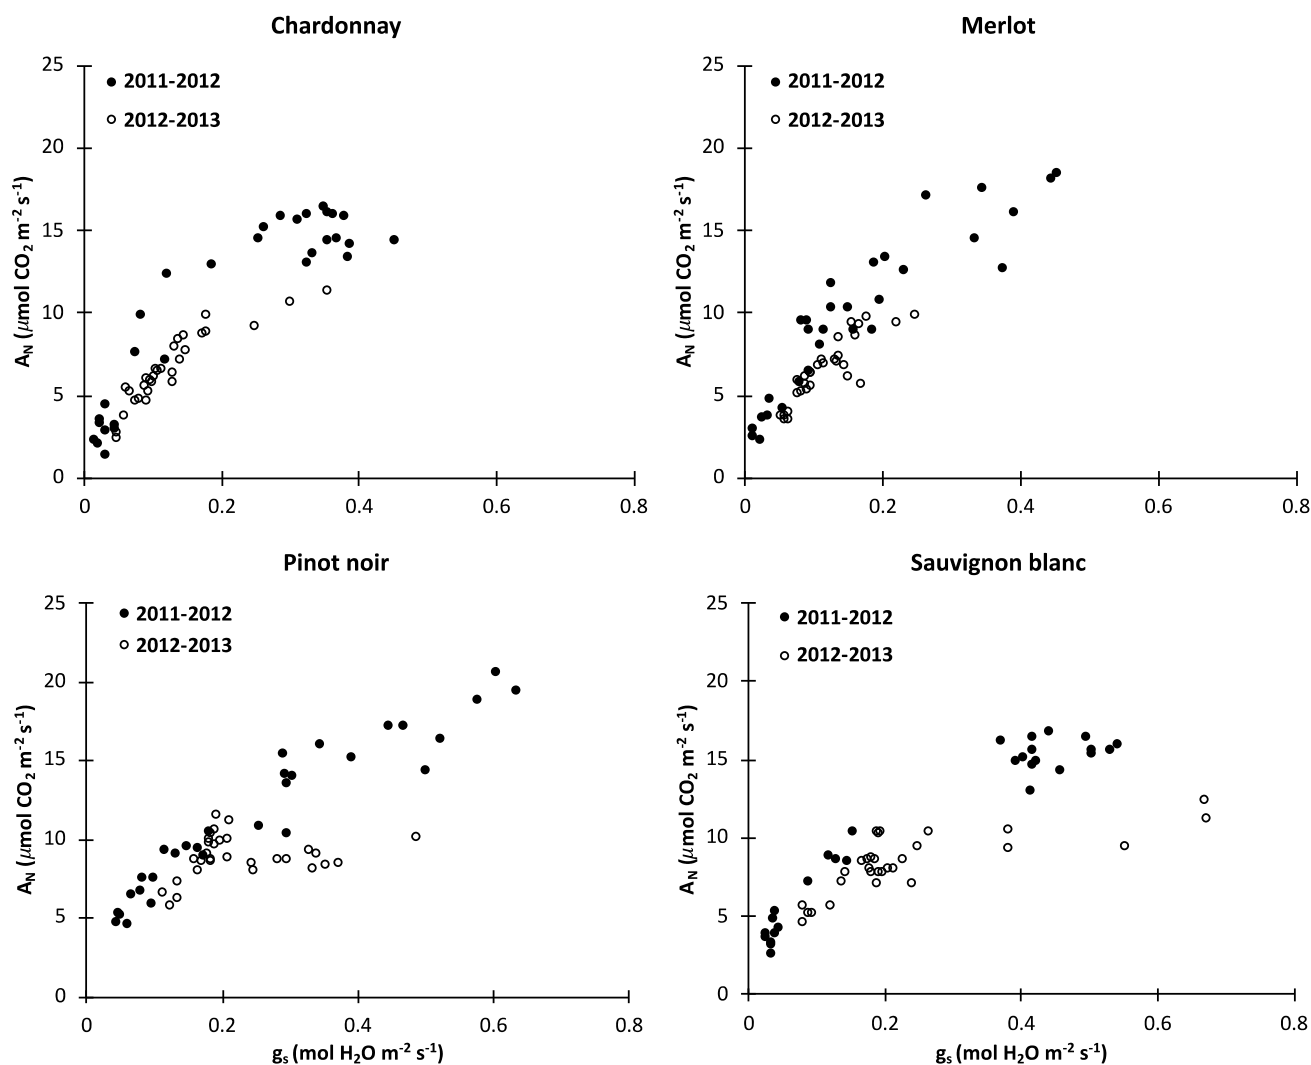 Chardonnay
25
20
15
10
5
0
0 0.2 0.4 0.6 0.8
A_N (μmol CO₂ m⁻² s⁻¹)
2011-2012
2012-2013
Merlot
25
20
15
10
5
0
0 0.2 0.4 0.6 0.8
A_N (μmol CO₂ m⁻² s⁻¹)
2011-2012
2012-2013
Pinot noir
25
20
15
10
5
0
0 0.2 0.4 0.6 0.8
A_N (μmol CO₂ m⁻² s⁻¹)
gₛ (mol H₂O m⁻² s⁻¹)
2011-2012
2012-2013
Sauvignon blanc
25
20
15
10
5
0
0 0.2 0.4 0.6 0.8
A_N (μmol CO₂ m⁻² s⁻¹)
gₛ (mol H₂O m⁻² s⁻¹)
2011-2012
2012-2013